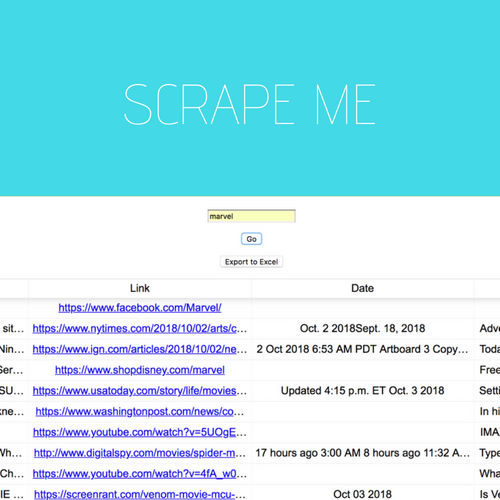 SCRAPE ME
marvel
Go
Export to Excel
Link Date
https://www.facebook.com/Marvel/
sit… https://www.nytimes.com/2018/10/02/arts/c… Oct. 2 2018Sept. 18, 2018 Adve
Nin… https://www.ign.com/articles/2018/10/02/ne… 2 Oct 2018 6:53 AM PDT Artboard 3 Copy… Toda
Ser… https://www.shopdisney.com/marvel Free
SU… https://www.usatoday.com/story/life/movies… Updated 4:15 p.m. ET Oct. 3 2018 Setti
kne… https://www.washingtonpost.com/news/co… In hi
https://www.youtube.com/watch?v=5UOgE… IMA
Wh… http://www.digitalspy.com/movies/spider-m… 17 hours ago 3:00 AM 8 hours ago 11:32 A… Type
Ch… https://www.youtube.com/watch?v=4fA_w0… Wha
IE … https://screenrant.com/venom-movie-mcu-… Oct 03 2018 Is V